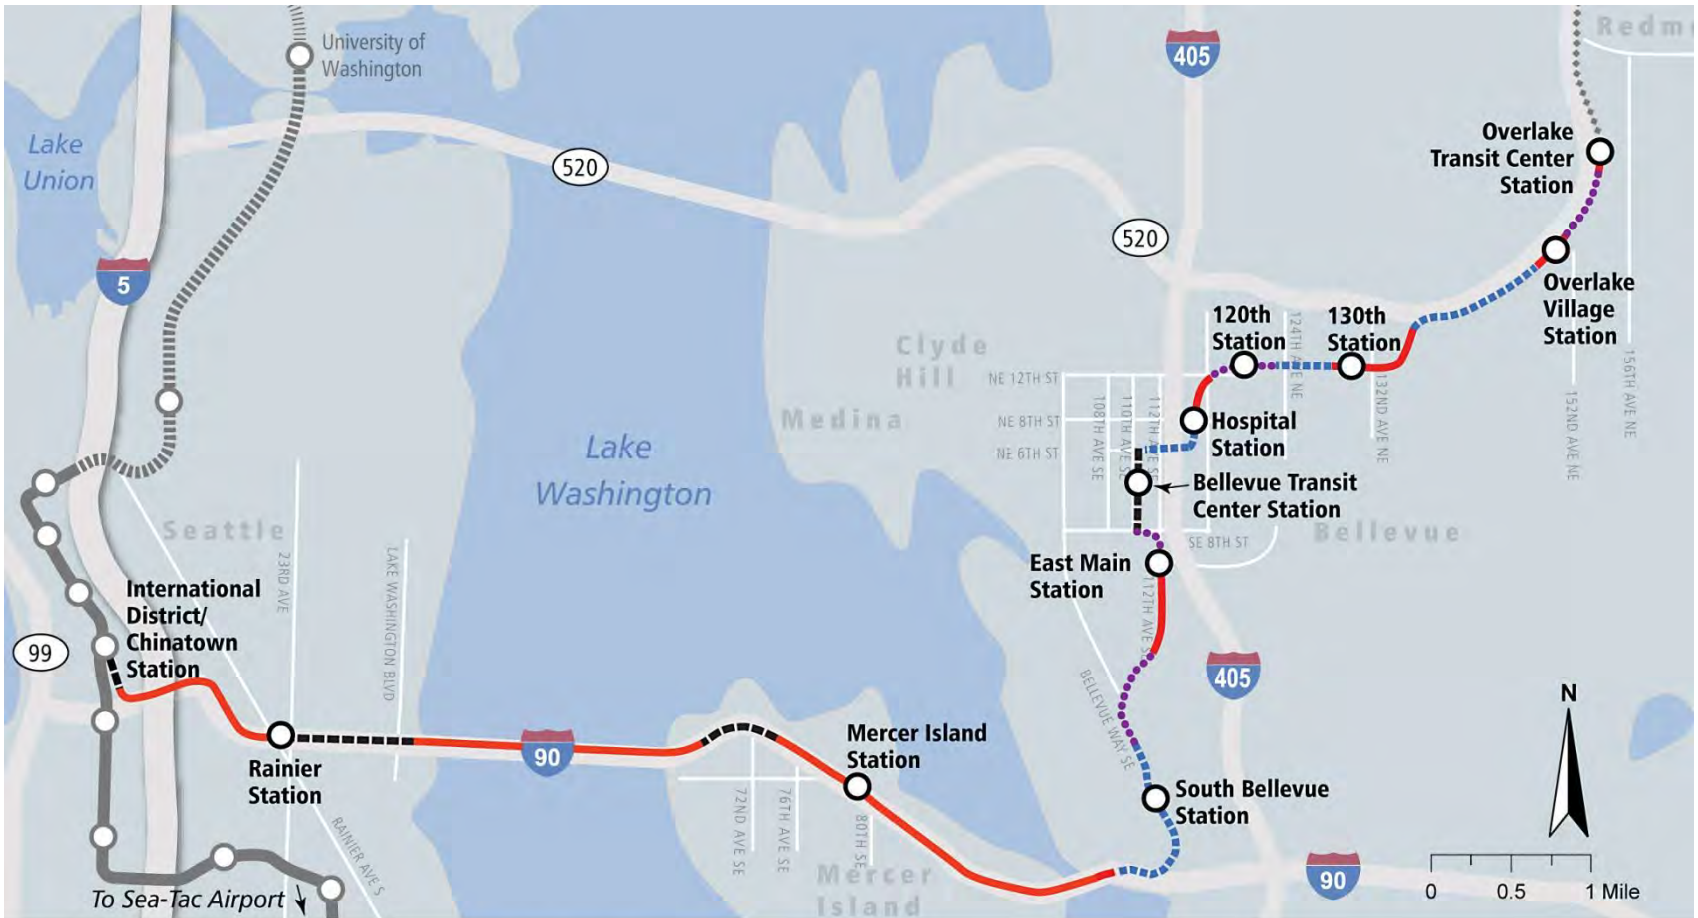 University of
Washington
405
Redm
Lake
Union
520
Overlake
Transit Center
Station
520
5
Overlake
Village
Station
120th
Station
130th
Station
124TH AVE NE
132ND AVE NE
152ND AVE NE
156TH AVE NE
Clyde
Hill
Medina
NE 12TH ST
NE 8TH ST
NE 6TH ST
108TH AVE SE
110TH AVE SE
112TH AVE SE
Hospital
Station
Lake
Washington
Bellevue Transit
Center Station
Bellevue
SE 8TH ST
East Main
Station
112TH AVE S
Seattle
23RD AVE
LAKE WASHINGTON BLVD
International
District/
Chinatown
Station
99
405
BELLEVUE WAY SE
N
Mercer Island
Station
90
Rainier
Station
RAINIER AVE S
72ND AVE SE
76TH AVE SE
80TH SE
South Bellevue
Station
Mercer
Island
90
0 0.5 1 Mile
To Sea-Tac Airport